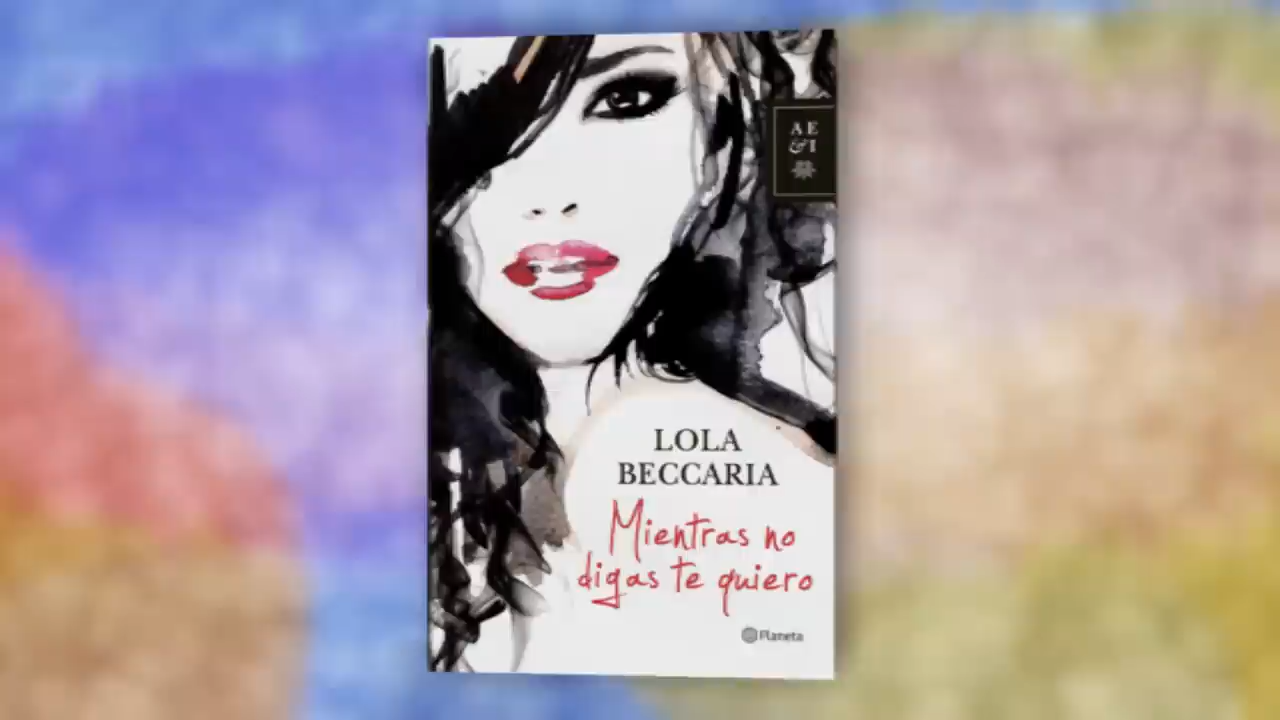 AE
&I
LOLA
BECCARIA
Mientras no
digas te quiero
Planeta